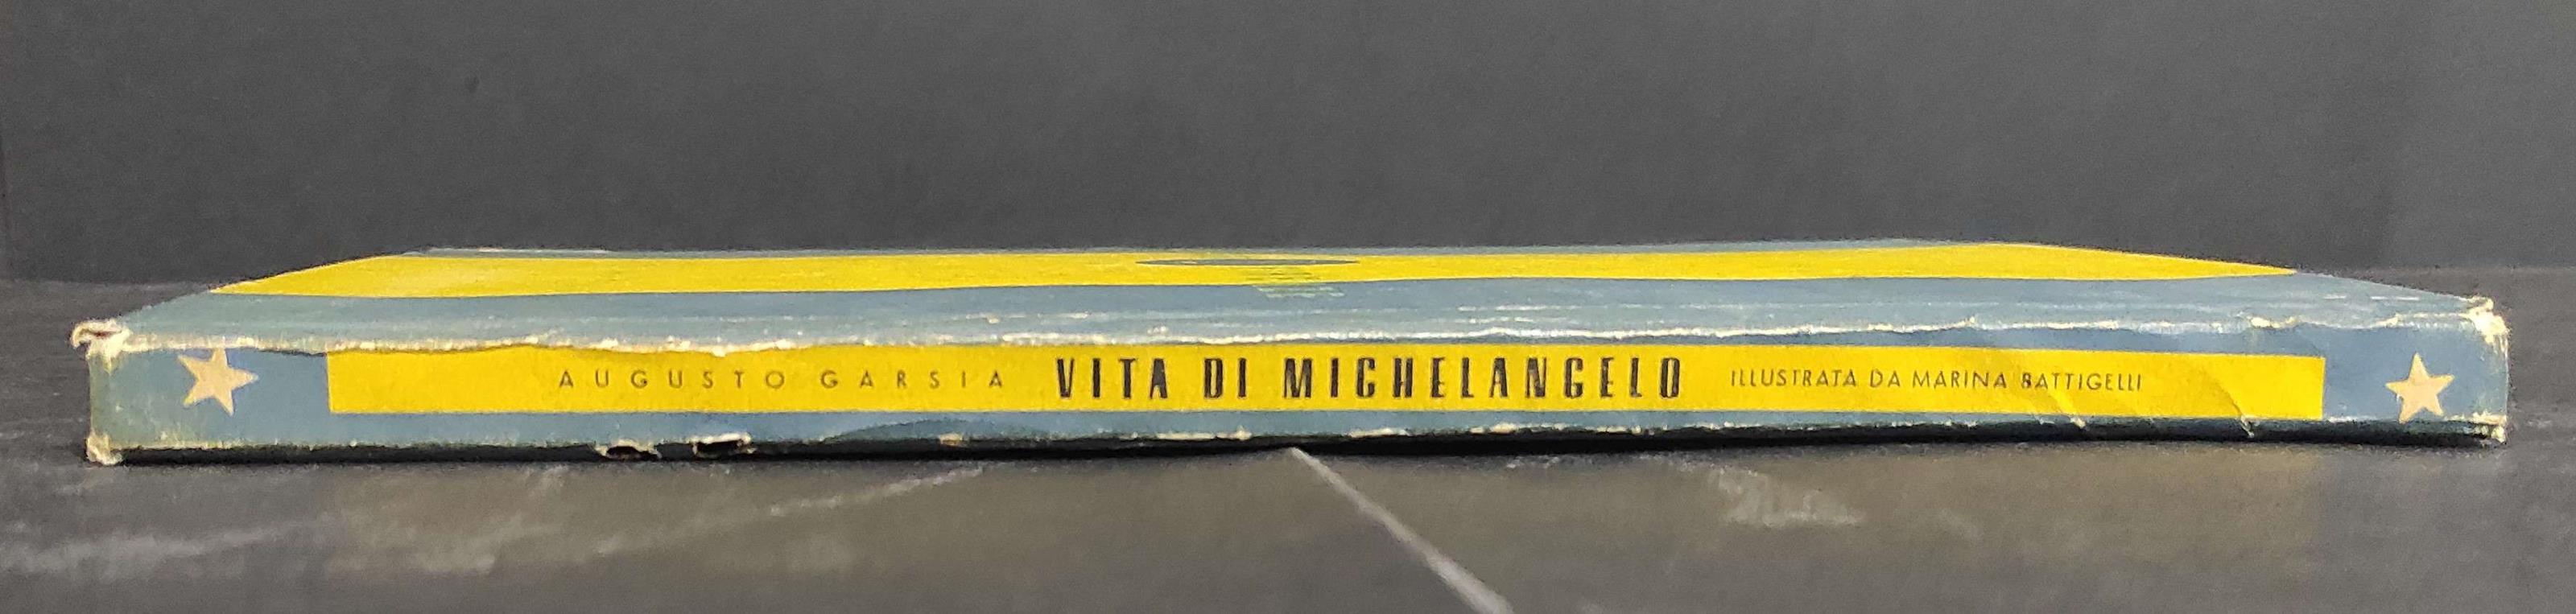 AUGUSTO GARSIA VITA DI MICHELANGELO ILLUSTRATA DA MARINA BATTIGELLI